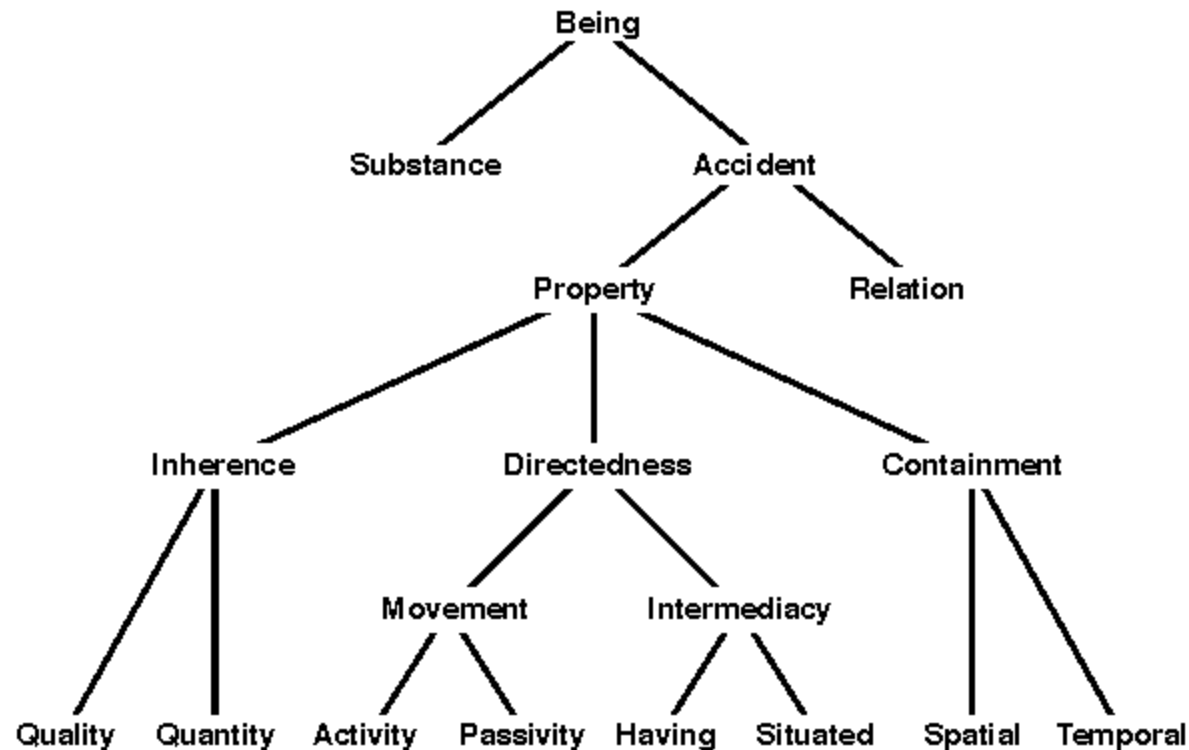 Being
Substance Accident
Property Relation
Inherence Directedness Containment
Movement Intermediacy
Quality Quantity Activity Passivity Having Situated Spatial Temporal